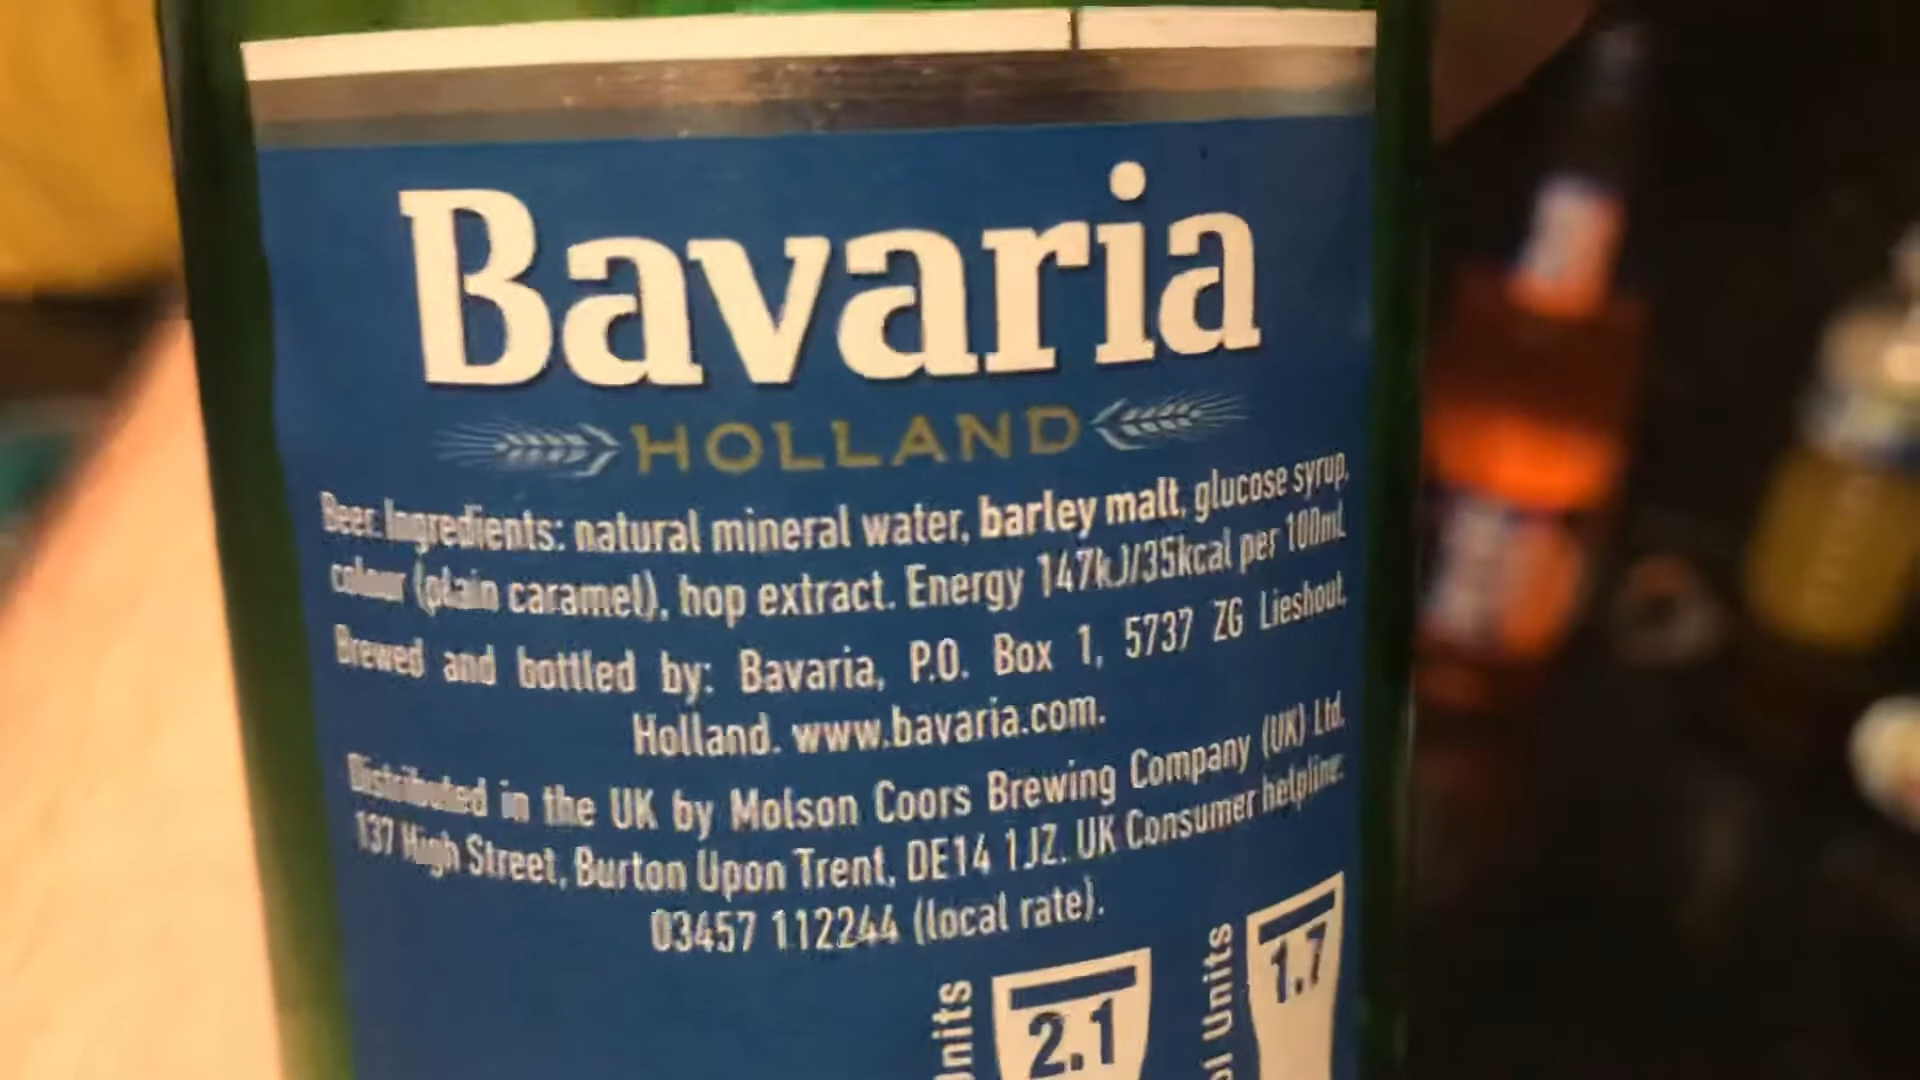 Bavaria
HOLLAND
Beer. Ingredients: natural mineral water, barley malt, glucose syrup,
colour (plain caramel), hop extract. Energy 147kJ/35kcal per 100mL
Brewed and bottled by: Bavaria, P.O. Box 1, 5737 ZG Lieshout,
Holland. www.bavaria.com.
Distributed in the UK by Molson Coors Brewing Company (UK) Ltd.
137 High Street, Burton Upon Trent, DE14 1JZ. UK Consumer helpline:
03457 112244 (local rate).
Units
2.1
Units
1.7